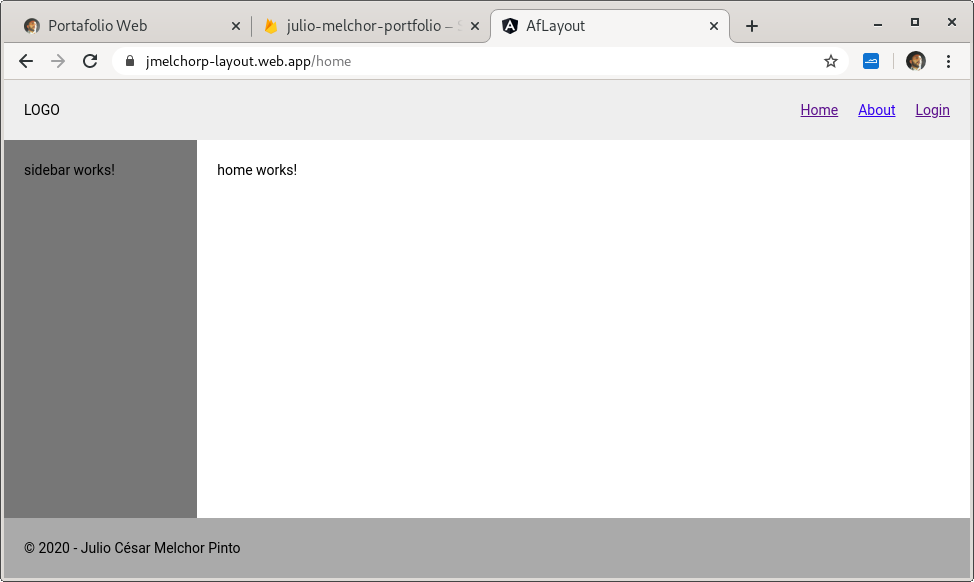 Portafolio Web
julio-melchor-portfolio –
AfLayout
jmelchorp-layout.web.app/home
LOGO
Home
About
Login
sidebar works!
home works!
© 2020 - Julio César Melchor Pinto